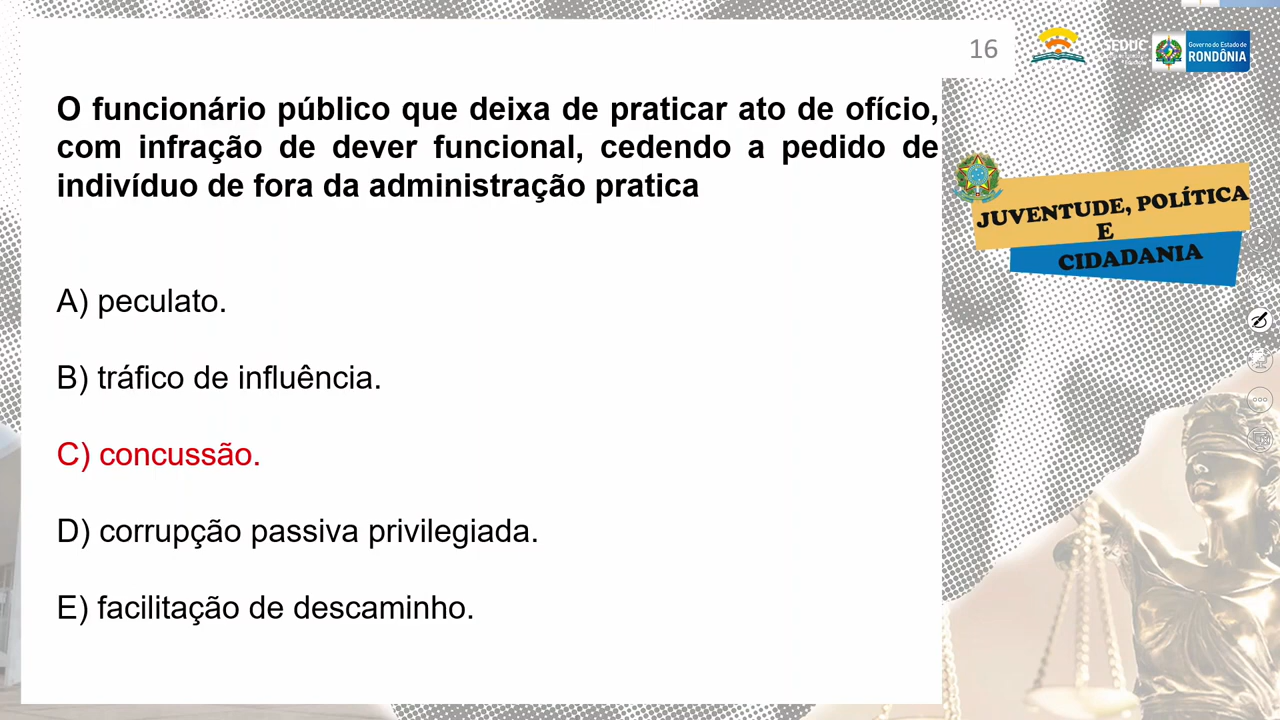 16
SEDUC
Governo do Estado de
RONDÔNIA
O funcionário público que deixa de praticar ato de ofício,
com infração de dever funcional, cedendo a pedido de
indivíduo de fora da administração pratica
JUVENTUDE, POLÍTICA
E
CIDADANIA
A) peculato.
B) tráfico de influência.
C) concussão.
D) corrupção passiva privilegiada.
E) facilitação de descaminho.